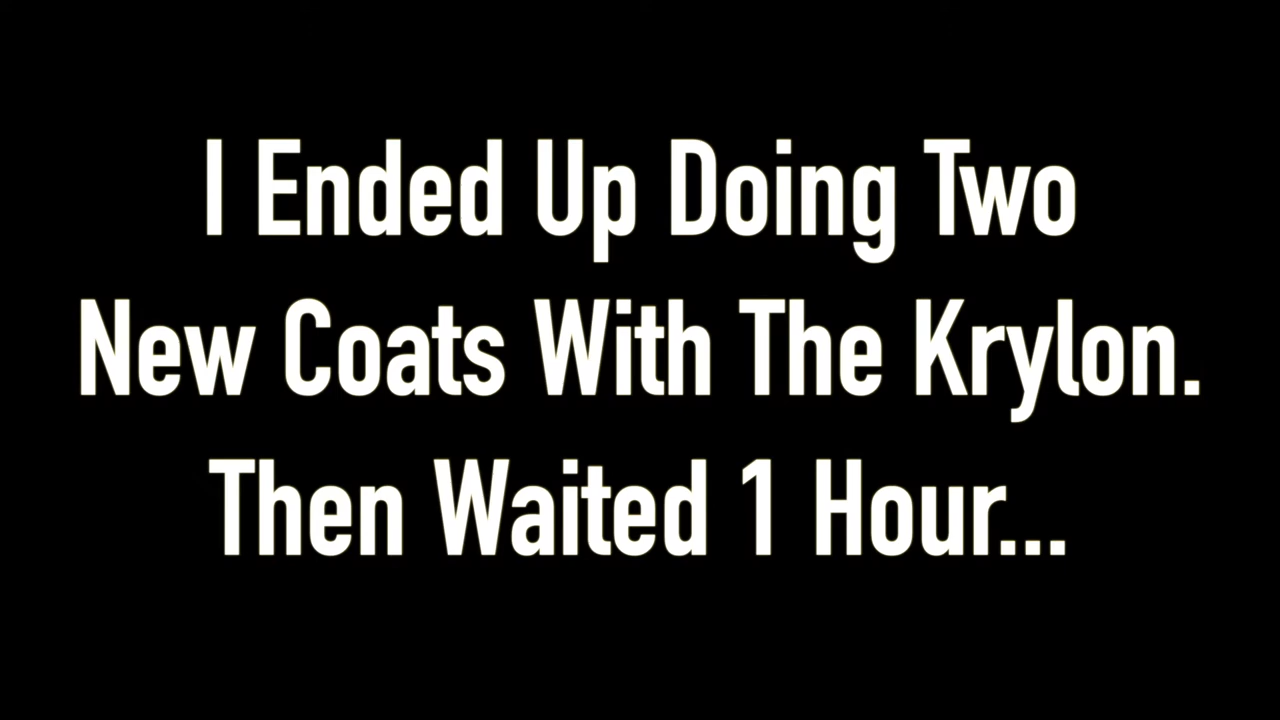 I Ended Up Doing Two
New Coats With The Krylon.
Then Waited 1 Hour...